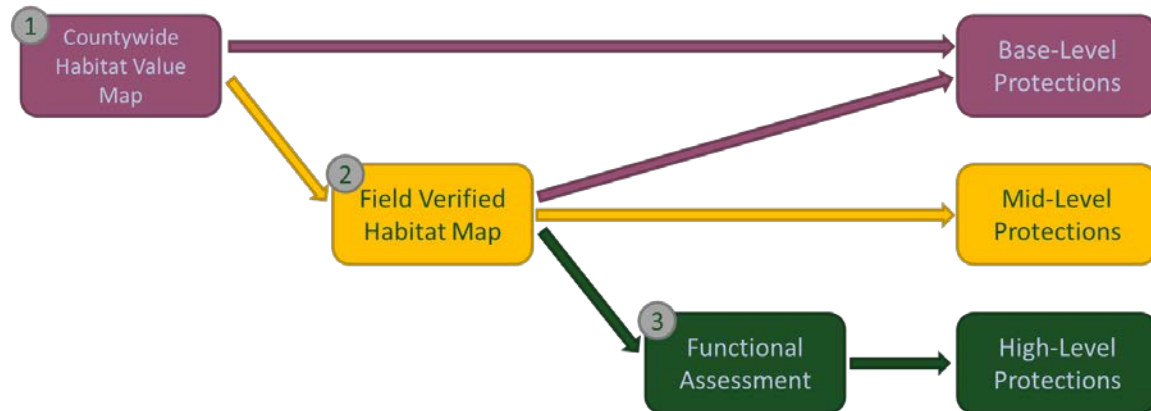 1
Countywide
Habitat Value
Map
Base-Level
Protections
2
Field Verified
Habitat Map
Mid-Level
Protections
3
Functional
Assessment
High-Level
Protections